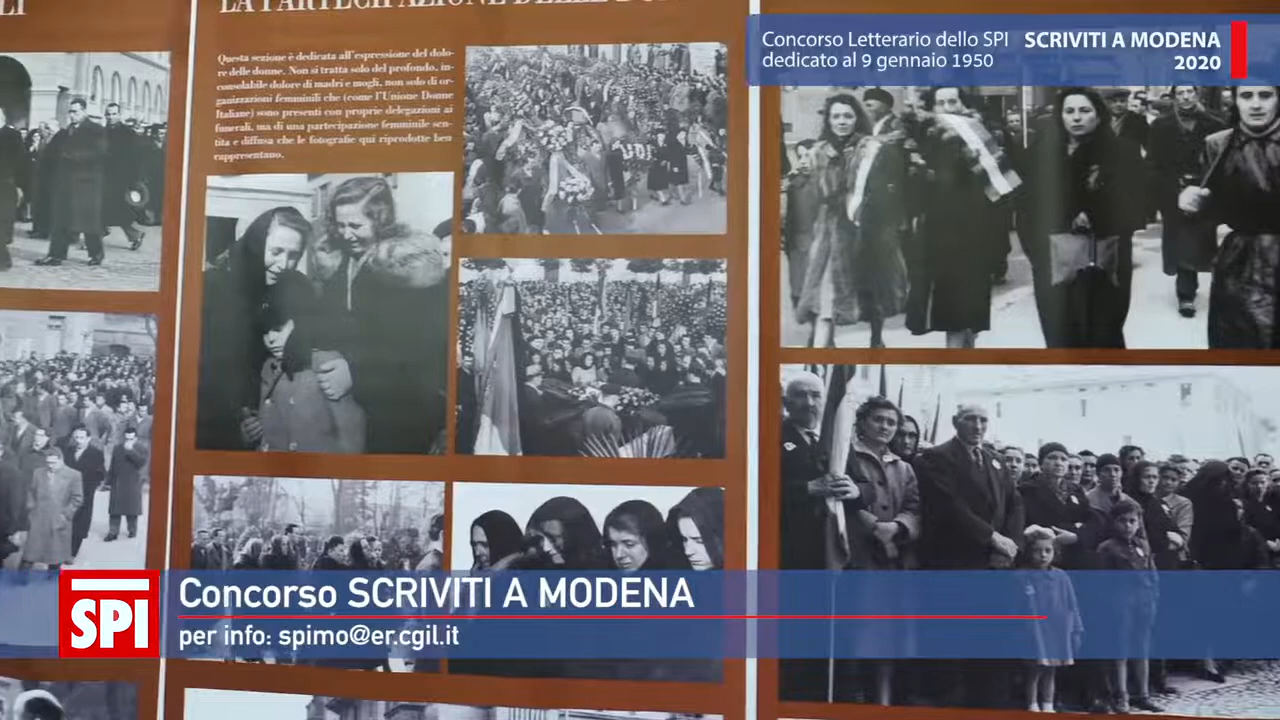 LA PARTECIPAZIONE DELLE
Questa sezione è dedicata all'espressione del dolo-
re delle donne. Non si tratta solo del profondo, in-
consolabile dolore di madri e mogli, non solo di or-
ganizzazioni femminili che (come l'Unione Donne
Italiane) sono presenti con proprie delegazioni ai
funerali, ma di una partecipazione femminile sen-
tita e diffusa che le fotografie qui riprodotte ben
rappresentano.
Concorso Letterario dello SPI
dedicato al 9 gennaio 1950
SCRIVITI A MODENA
2020
SPI
Concorso SCRIVITI A MODENA
per info: spimo@er.cgil.it